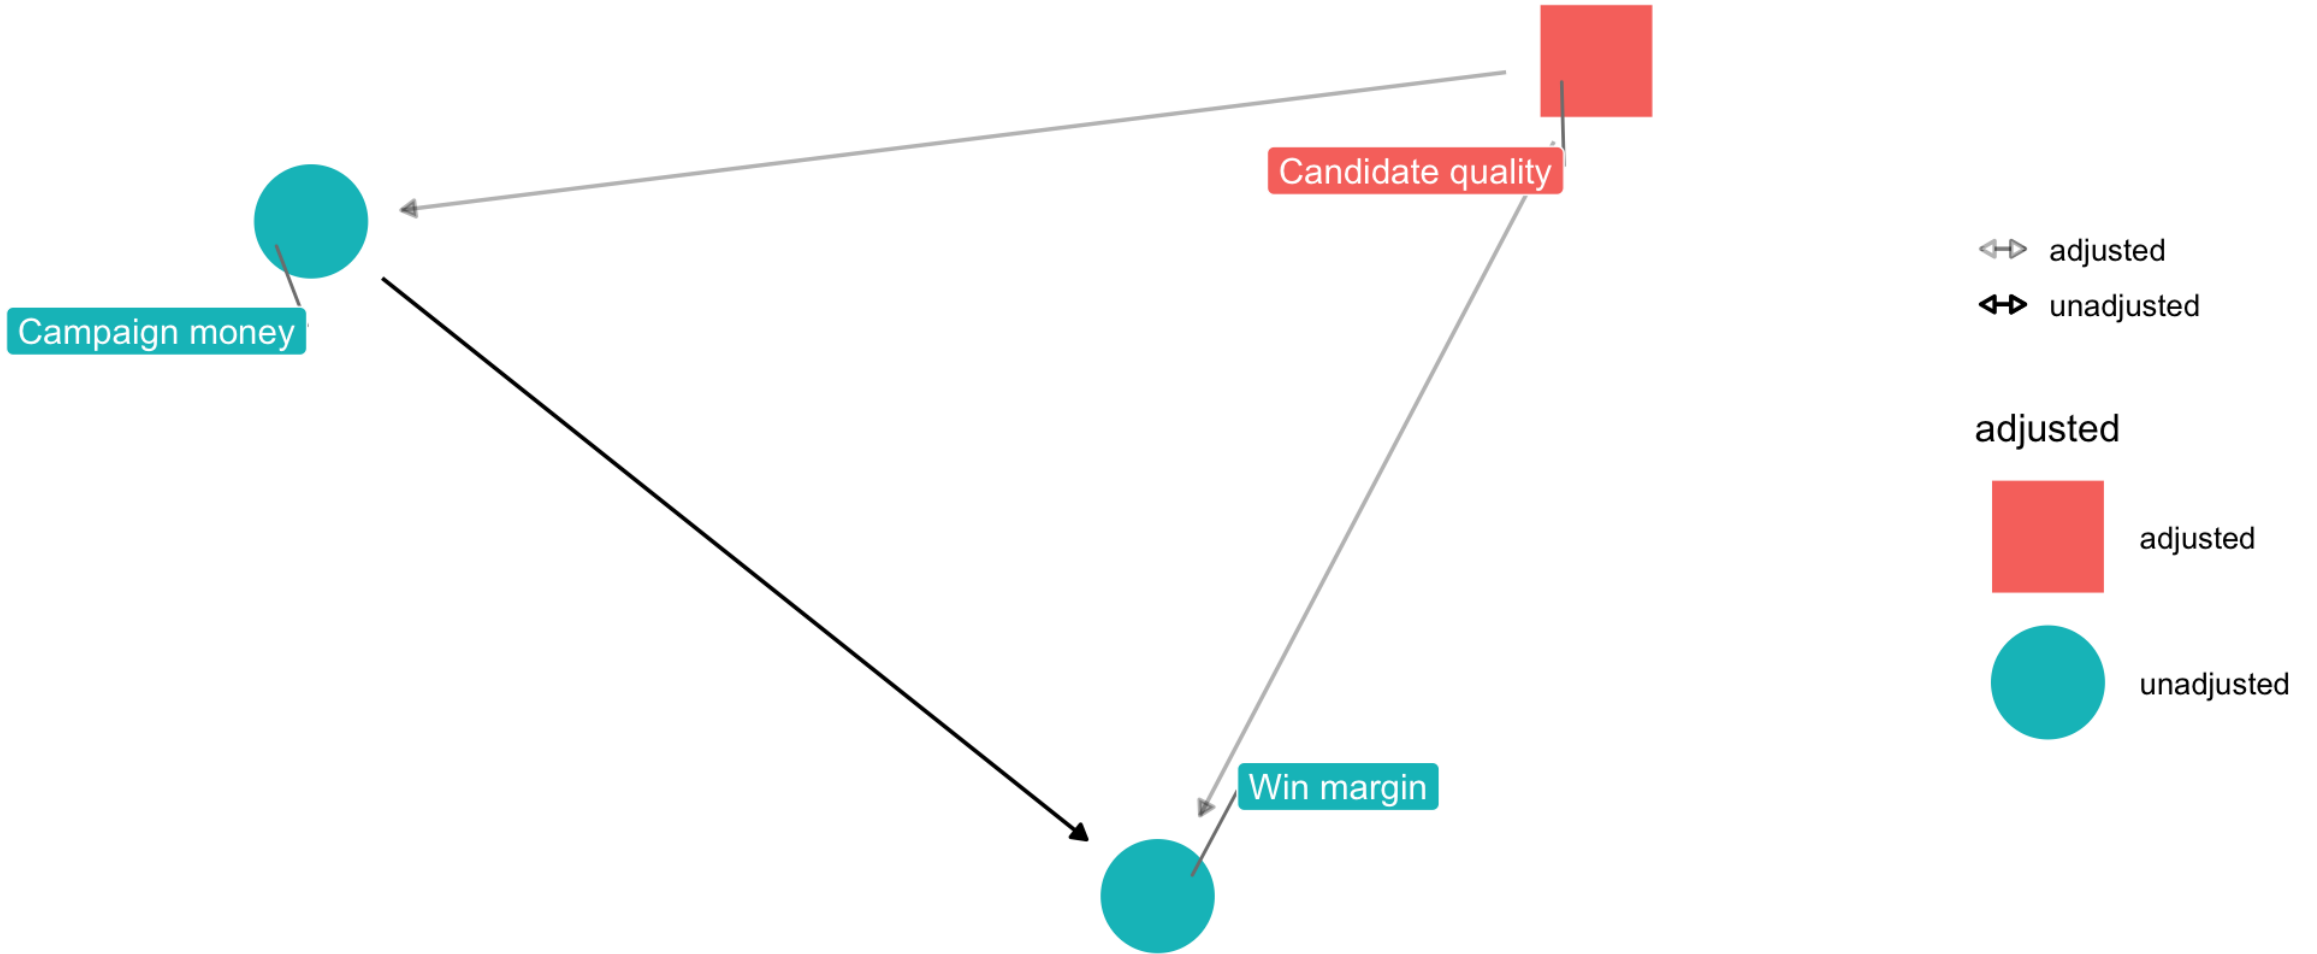 Candidate quality
Campaign money
Win margin
adjusted
unadjusted
adjusted
adjusted
unadjusted